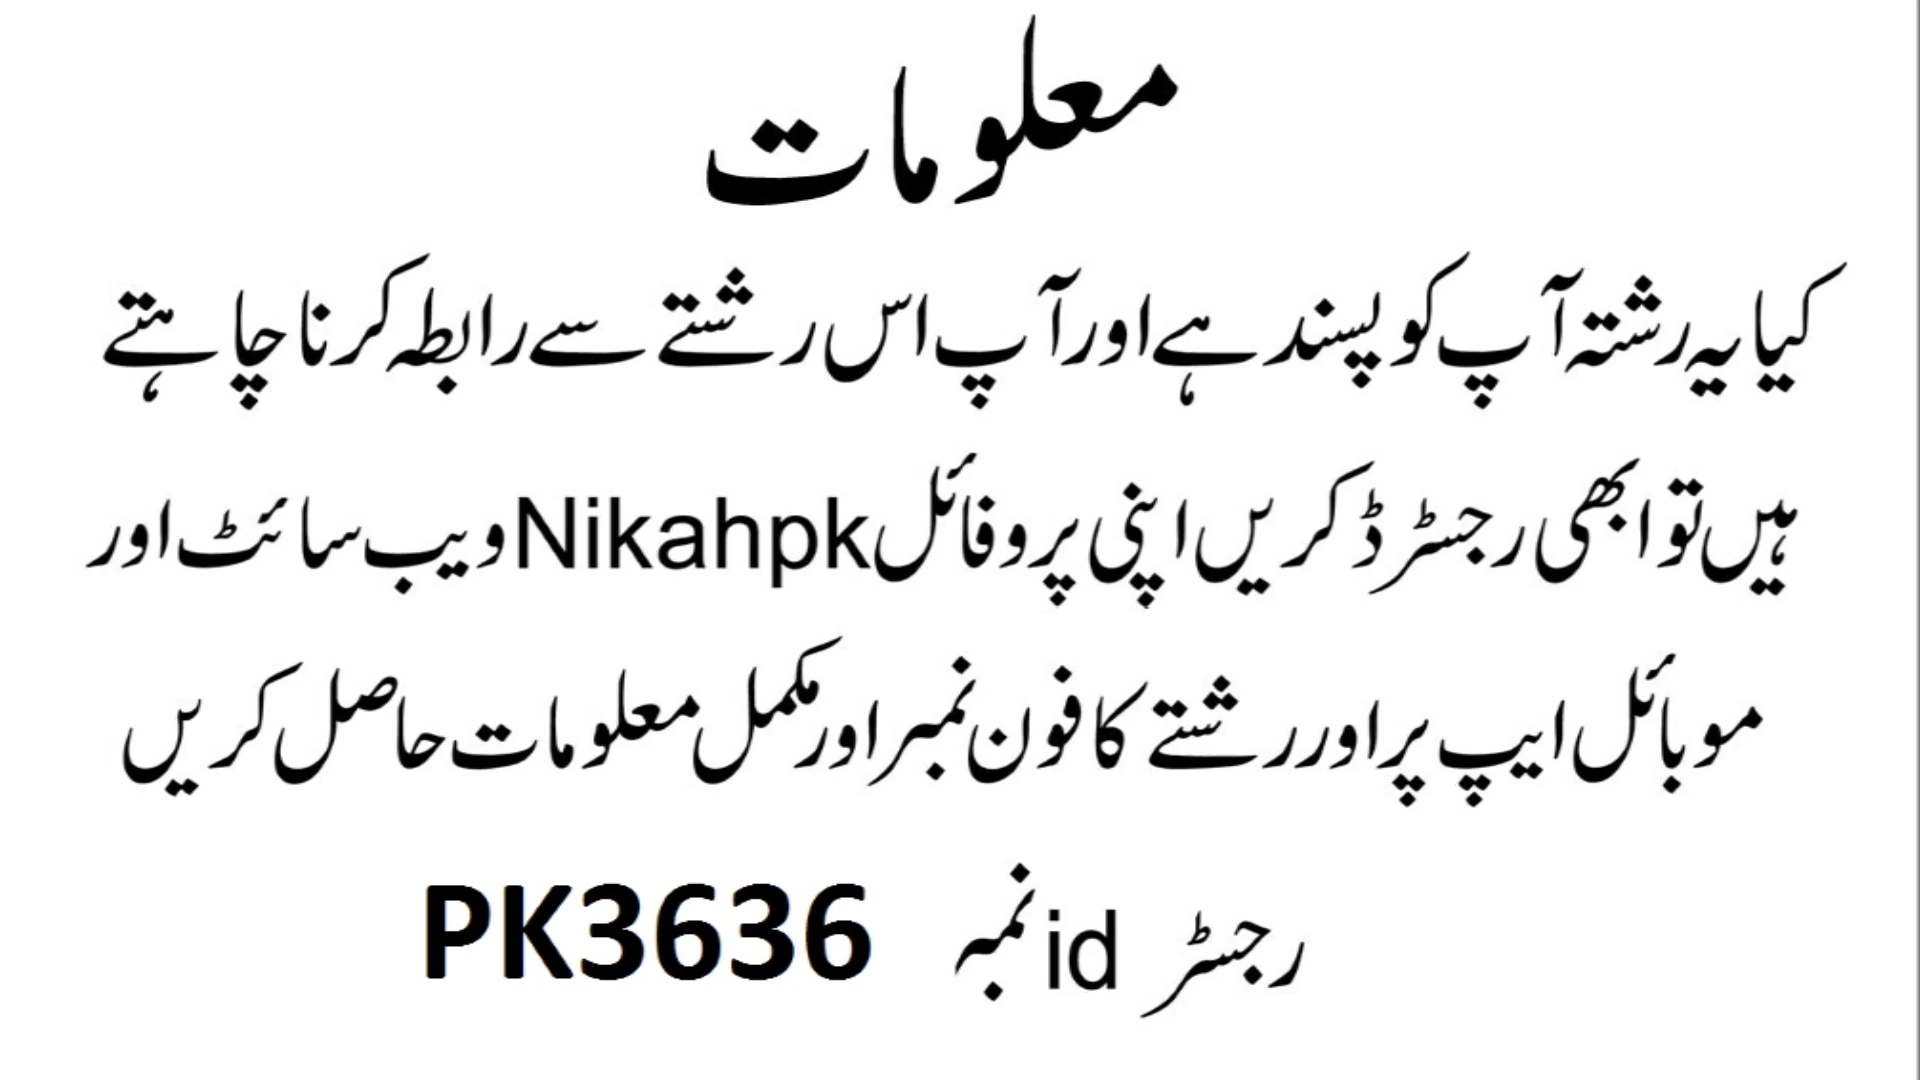 معلومات
کیا یہ رشتہ آپ کو پسند ہے اور آپ اس رشتے سے رابطہ کرنا چاہتے
ہیں تو ابھی رجسٹرڈ کریں اپنی پروفائل Nikahpk ویب سائٹ اور
موبائل ایپ پر اور رشتے کا فون نمبر اور مکمل معلومات حاصل کریں
رجسٹر id نمبر PK3636